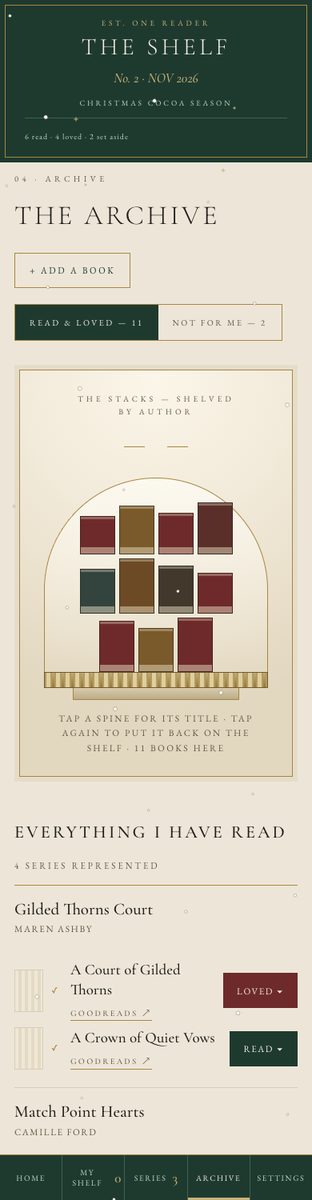 EST. ONE READER
THE SHELF
No. 2 · NOV 2026
CHRISTMAS COCOA SEASON
6 read · 4 loved · 2 set aside
04 · ARCHIVE
THE ARCHIVE
+ ADD A BOOK
READ & LOVED — 11
NOT FOR ME — 2
THE STACKS — SHELVED
BY AUTHOR
TAP A SPINE FOR ITS TITLE · TAP
AGAIN TO PUT IT BACK ON THE
SHELF · 11 BOOKS HERE
EVERYTHING I HAVE READ
4 SERIES REPRESENTED
Gilded Thorns Court
MAREN ASHBY
A Court of Gilded
Thorns
GOODREADS ↗
LOVED ▾
A Crown of Quiet Vows
GOODREADS ↗
READ ▾
Match Point Hearts
CAMILLE FORD
HOME
MY
SHELF 0
SERIES 3
ARCHIVE
SETTINGS